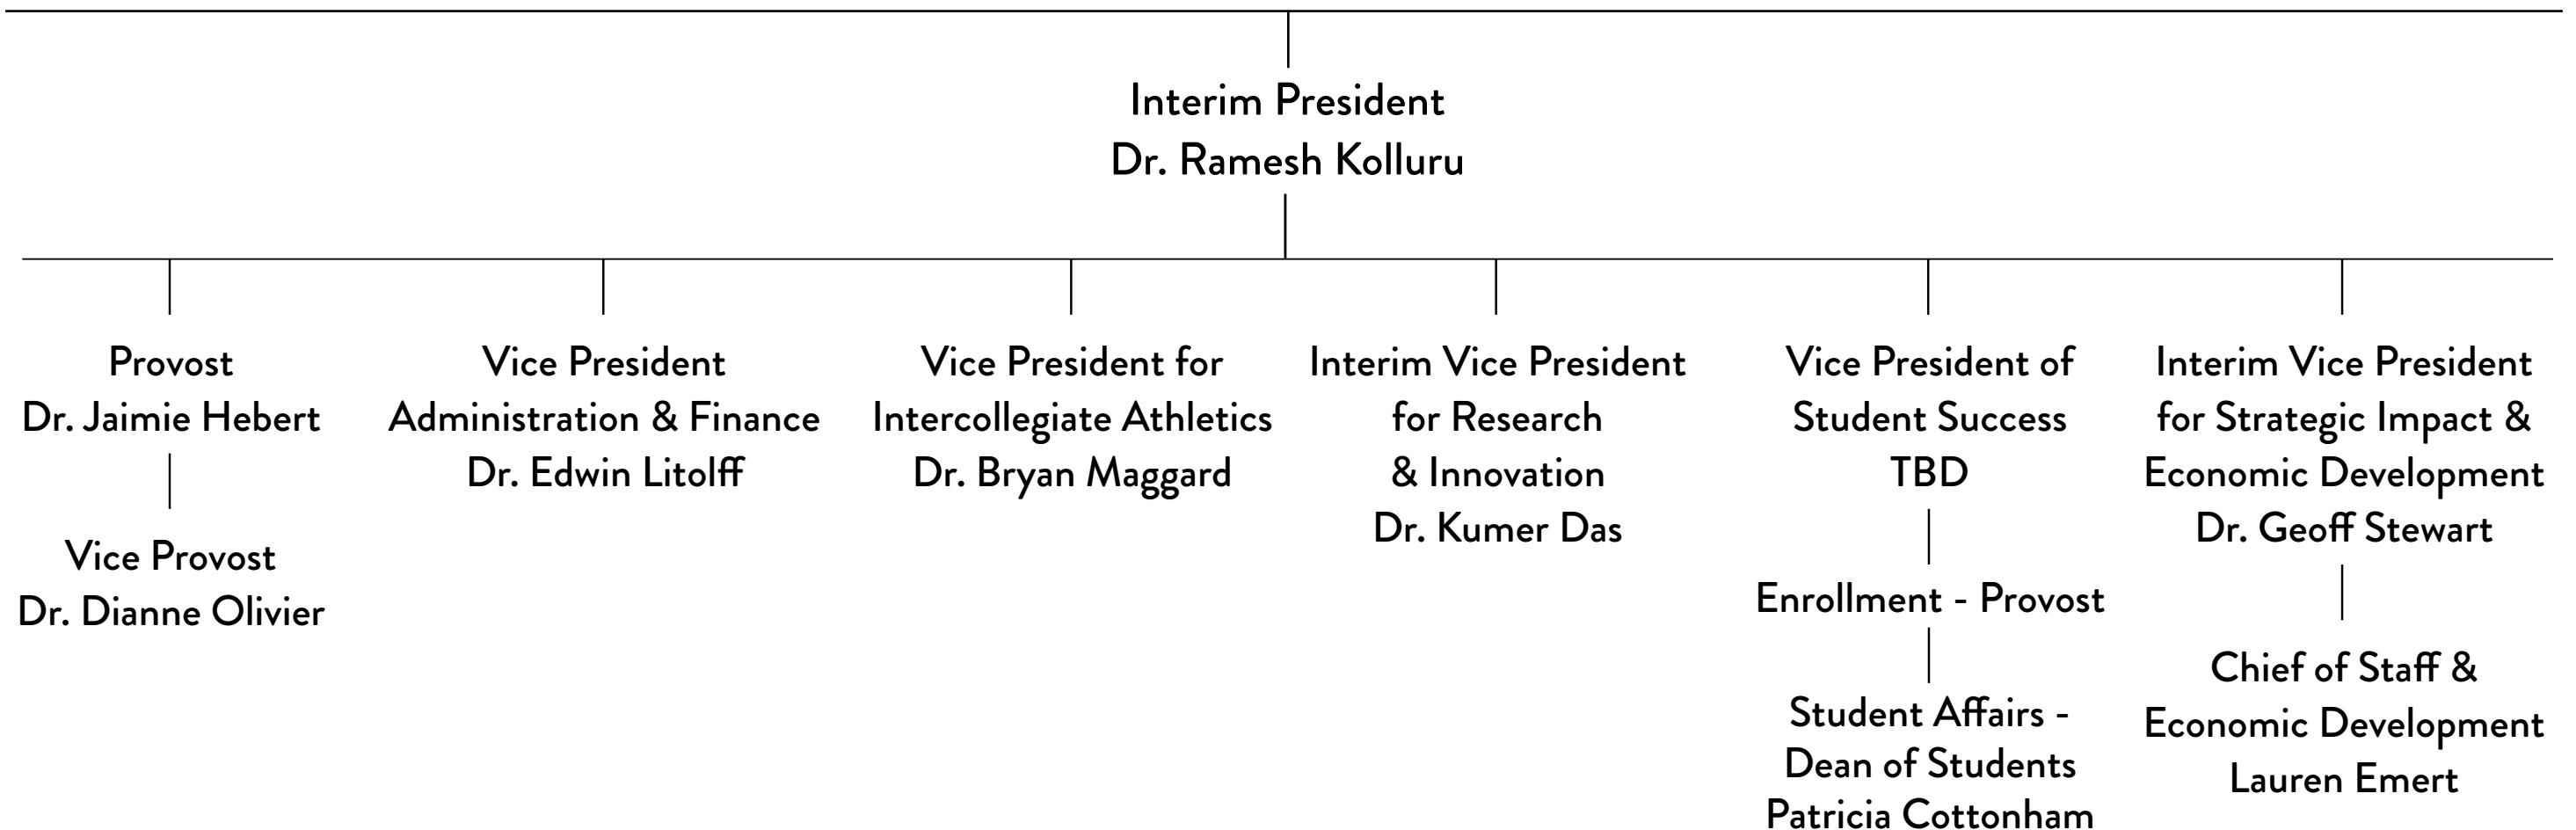 Interim President
Dr. Ramesh Kolluru
Provost
Dr. Jaimie Hebert
Vice Provost
Dr. Dianne Olivier
Vice President
Administration & Finance
Dr. Edwin Litolff
Vice President for
Intercollegiate Athletics
Dr. Bryan Maggard
Interim Vice President
for Research
& Innovation
Dr. Kumer Das
Vice President of
Student Success
TBD
Enrollment - Provost
Student Affairs -
Dean of Students
Patricia Cottonham
Interim Vice President
for Strategic Impact &
Economic Development
Dr. Geoff Stewart
Chief of Staff &
Economic Development
Lauren Emert